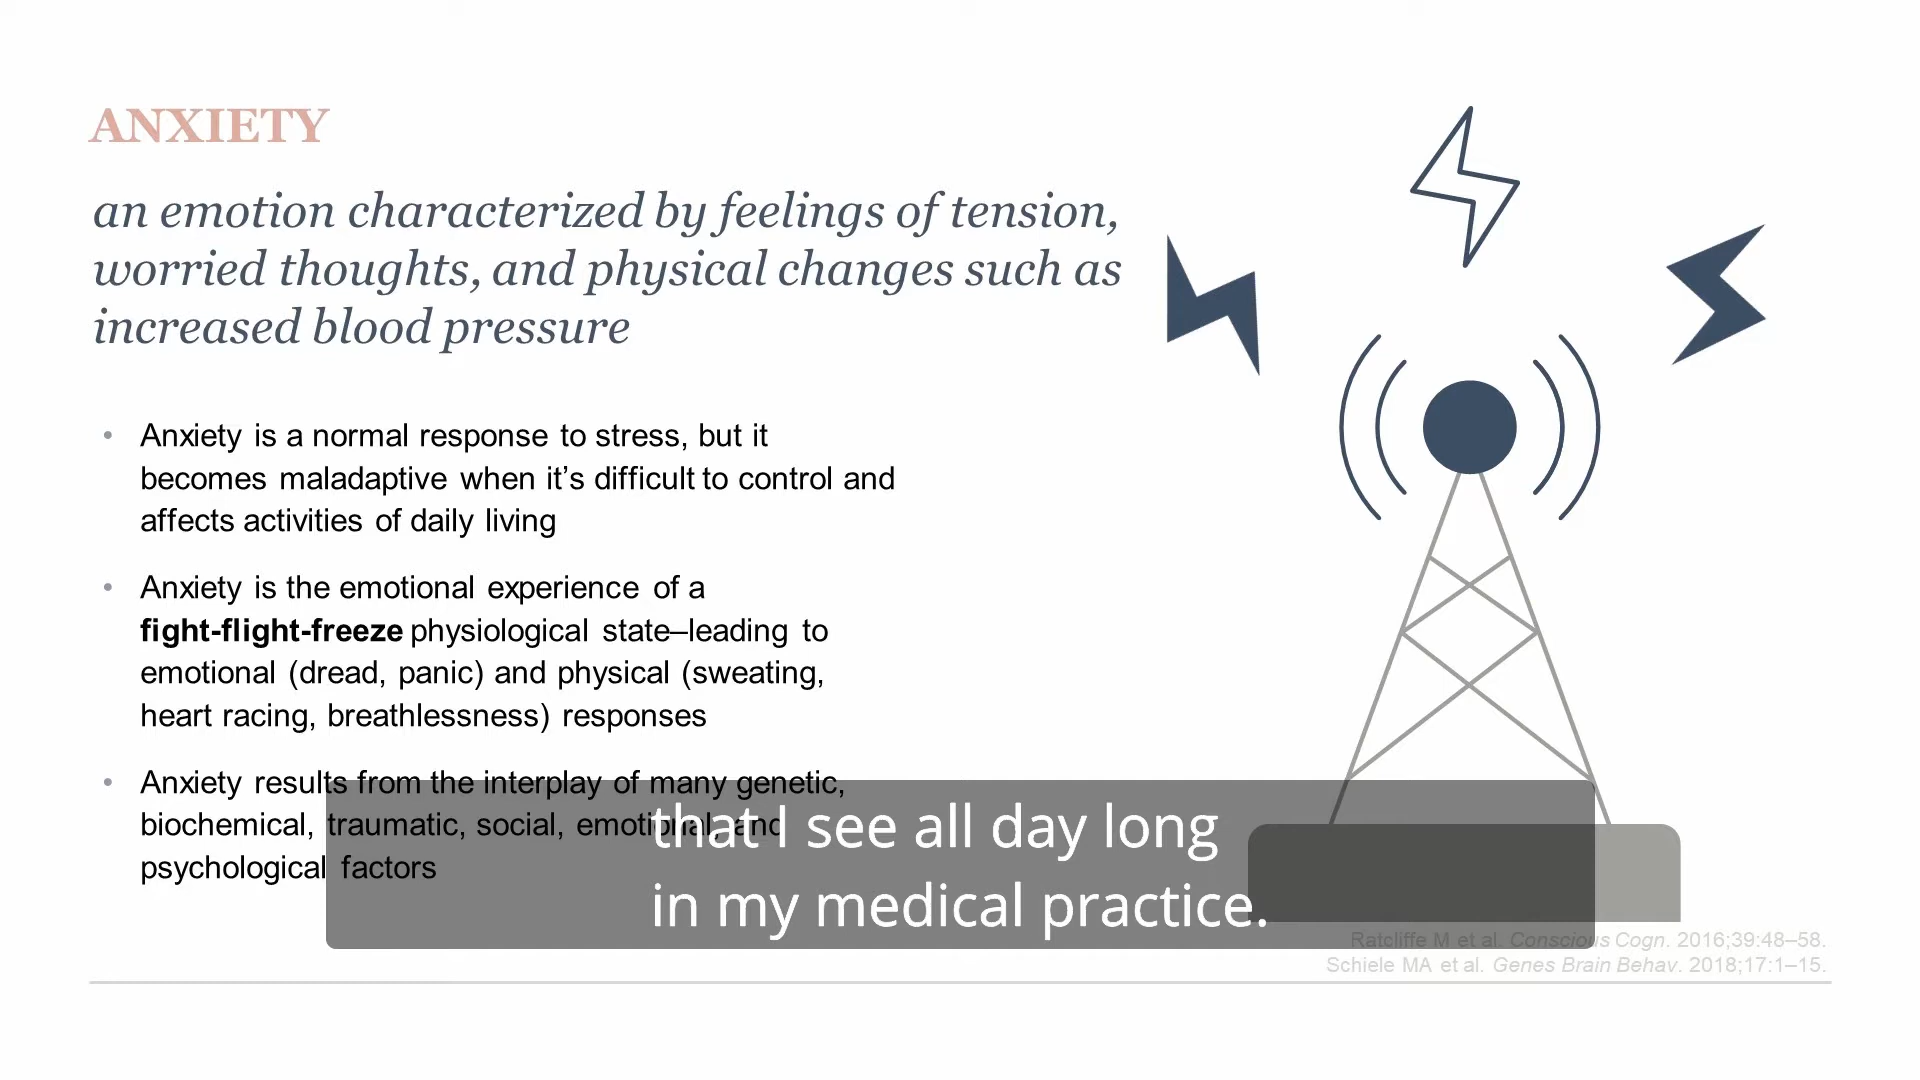 ANXIETY
an emotion characterized by feelings of tension,
worried thoughts, and physical changes such as
increased blood pressure
• Anxiety is a normal response to stress, but it
becomes maladaptive when it’s difficult to control and
affects activities of daily living
• Anxiety is the emotional experience of a
fight-flight-freeze physiological state–leading to
emotional (dread, panic) and physical (sweating,
heart racing, breathlessness) responses
• Anxiety results from the interplay of many genetic,
biochemical, traumatic, social, emotional, and
psychological factors
that I see all day long
in my medical practice.
Ratcliffe M et al. Conscious Cogn. 2016;39:48–58.
Schiele MA et al. Genes Brain Behav. 2018;17:1–15.